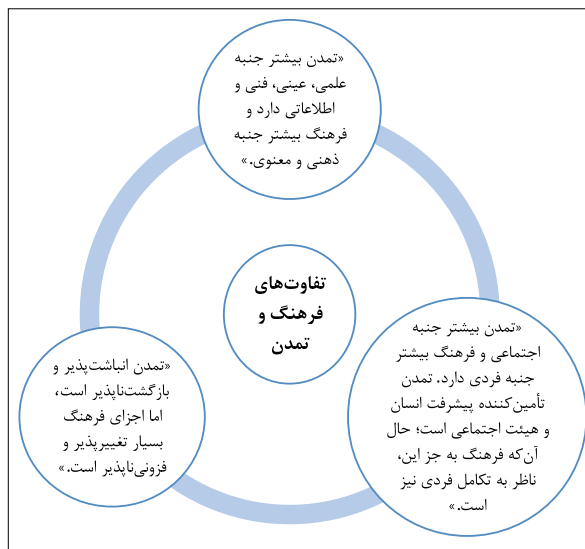 «تمدن بیشتر جنبه
علمی، عینی، فنی و
اطلاعاتی دارد و
فرهنگ بیشتر جنبه
ذهنی و معنوی.»
تفاوت‌های
فرهنگ و
تمدن
«تمدن بیشتر جنبه
اجتماعی و فرهنگ بیشتر
جنبه فردی دارد. تمدن
تأمین‌کننده پیشرفت انسان
و هیئت اجتماعی است؛ حال
آن‌که فرهنگ به جز این،
ناظر به تکامل فردی نیز
است.»
«تمدن انباشت‌پذیر و
بازگشت‌ناپذیر است،
اما اجزای فرهنگ
بسیار تغییرپذیر و
فزونی‌ناپذیر است.»